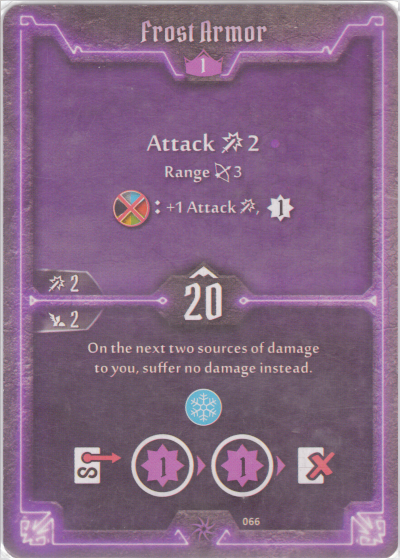 Frost Armor
1
Attack 2
Range 3
: +1 Attack, 1
2
20
2
On the next two sources of damage
to you, suffer no damage instead.
1 1
066